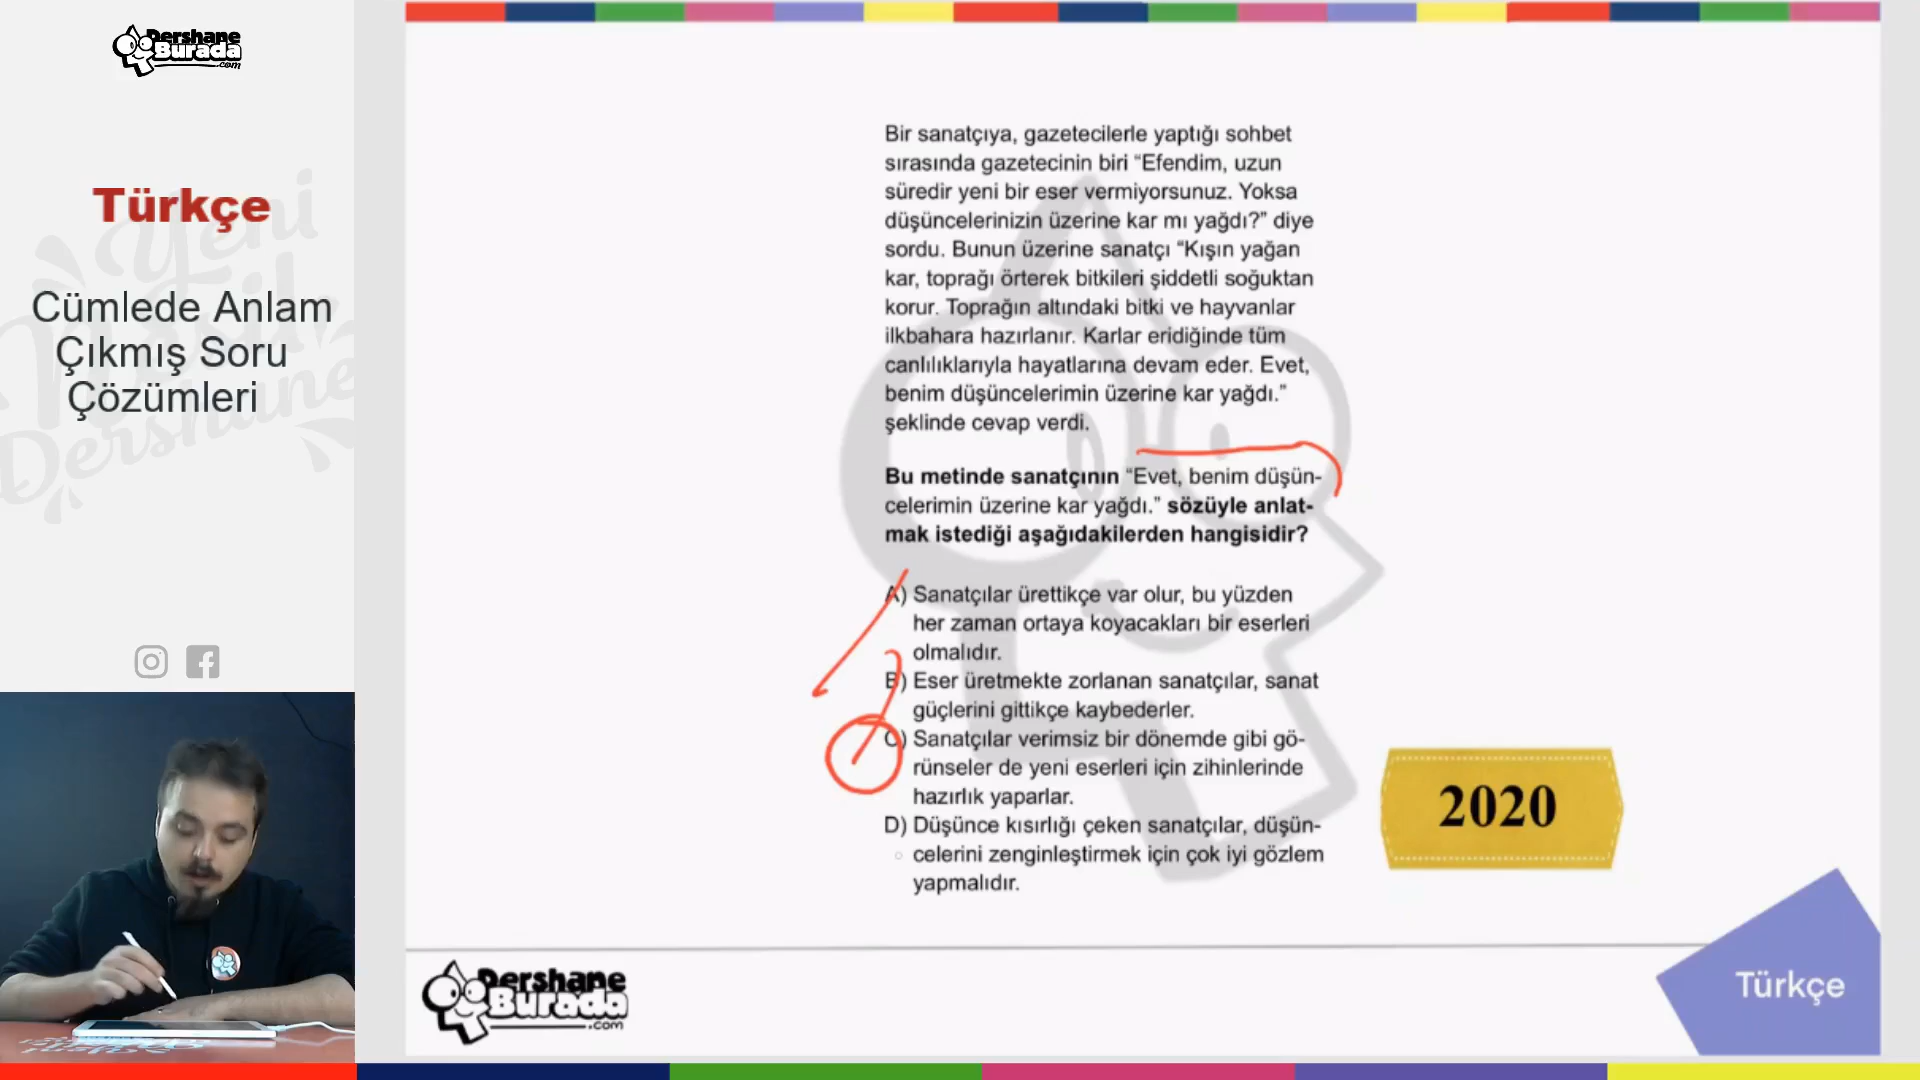 Dershane
Burada
.com
Türkçe
Cümlede Anlam
Çıkmış Soru
Çözümleri
Yeni
Nesil
Dershane
Bir sanatçıya, gazetecilerle yaptığı sohbet
sırasında gazetecinin biri “Efendim, uzun
süredir yeni bir eser vermiyorsunuz. Yoksa
düşüncelerinizin üzerine kar mı yağdı?” diye
sordu. Bunun üzerine sanatçı “Kışın yağan
kar, toprağı örterek bitkileri şiddetli soğuktan
korur. Toprağın altındaki bitki ve hayvanlar
ilkbahara hazırlanır. Karlar eridiğinde tüm
canlılıklarıyla hayatlarına devam eder. Evet,
benim düşüncelerimin üzerine kar yağdı.”
şeklinde cevap verdi.
Bu metinde sanatçının “Evet, benim düşün-
celerimin üzerine kar yağdı.” sözüyle anlat-
mak istediği aşağıdakilerden hangisidir?
A) Sanatçılar ürettikçe var olur, bu yüzden
her zaman ortaya koyacakları bir eserleri
olmalıdır.
B) Eser üretmekte zorlanan sanatçılar, sanat
güçlerini gittikçe kaybederler.
C) Sanatçılar verimsiz bir dönemde gibi gö-
rünseler de yeni eserleri için zihinlerinde
hazırlık yaparlar.
D) Düşünce kısırlığı çeken sanatçılar, düşün-
celerini zenginleştirmek için çok iyi gözlem
yapmalıdır.
2020
Dershane
Burada
.com
Türkçe